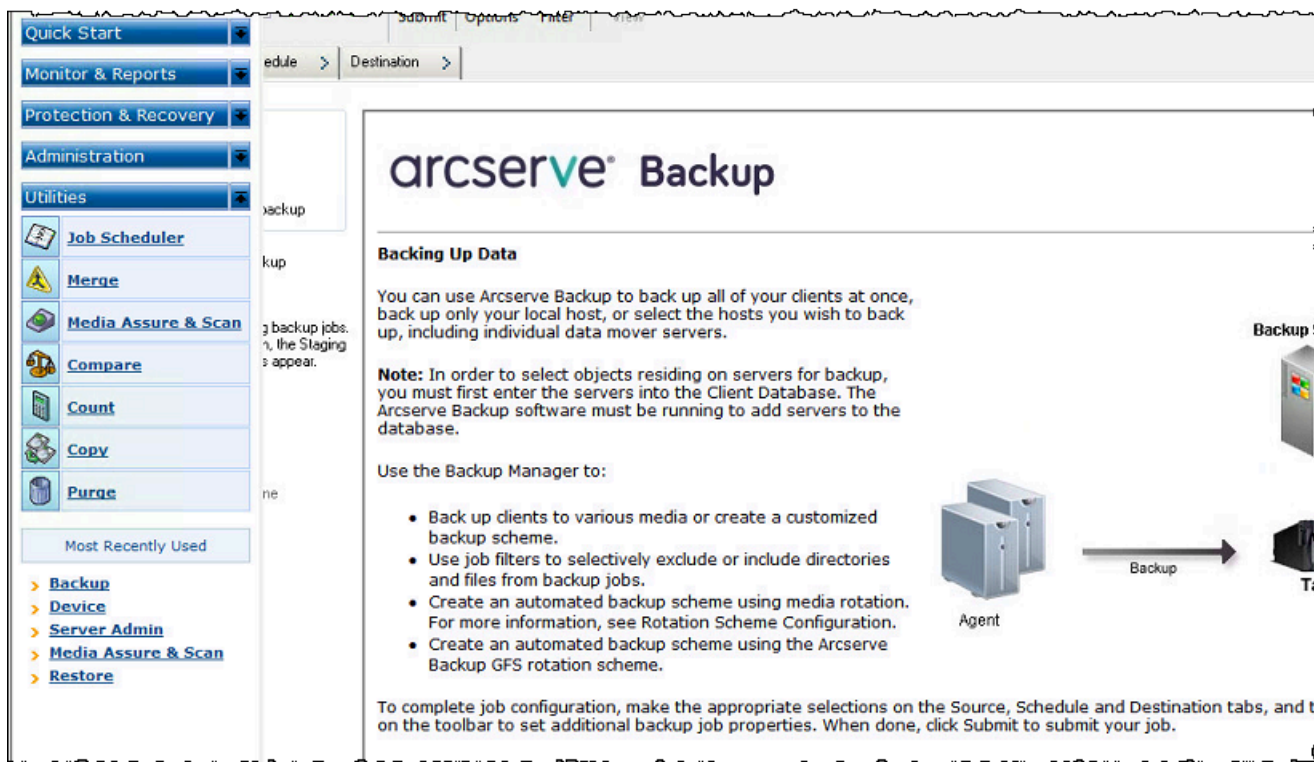 Submit Options Filter View
Quick Start
edule > Destination >
Monitor & Reports
Protection & Recovery
Administration
Utilities
Job Scheduler
Merge
Media Assure & Scan
Compare
Count
Copy
Purge
Most Recently Used
> Backup
> Device
> Server Admin
> Media Assure & Scan
> Restore
backup
kup
g backup jobs.
n, the Staging
s appear.
ne
arcserve® Backup
Backing Up Data
You can use Arcserve Backup to back up all of your clients at once,
back up only your local host, or select the hosts you wish to back
up, including individual data mover servers.
Note: In order to select objects residing on servers for backup,
you must first enter the servers into the Client Database. The
Arcserve Backup software must be running to add servers to the
database.
Use the Backup Manager to:
• Back up clients to various media or create a customized
backup scheme.
• Use job filters to selectively exclude or include directories
and files from backup jobs.
• Create an automated backup scheme using media rotation.
For more information, see Rotation Scheme Configuration.
• Create an automated backup scheme using the Arcserve
Backup GFS rotation scheme.
Backup S
Agent
Backup
Ta
To complete job configuration, make the appropriate selections on the Source, Schedule and Destination tabs, and t
on the toolbar to set additional backup job properties. When done, click Submit to submit your job.